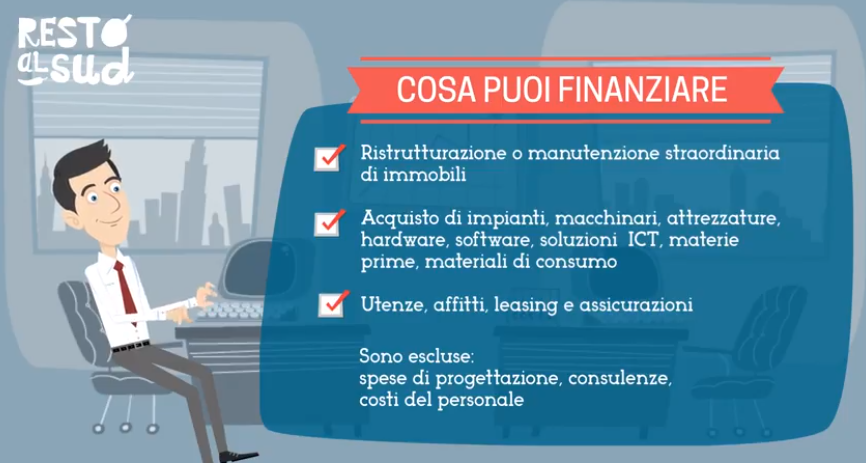 RESTO
AL SUD
COSA PUOI FINANZIARE
Ristrutturazione o manutenzione straordinaria
di immobili
Acquisto di impianti, macchinari, attrezzature,
hardware, software, soluzioni ICT, materie
prime, materiali di consumo
Utenze, affitti, leasing e assicurazioni
Sono escluse:
spese di progettazione, consulenze,
costi del personale